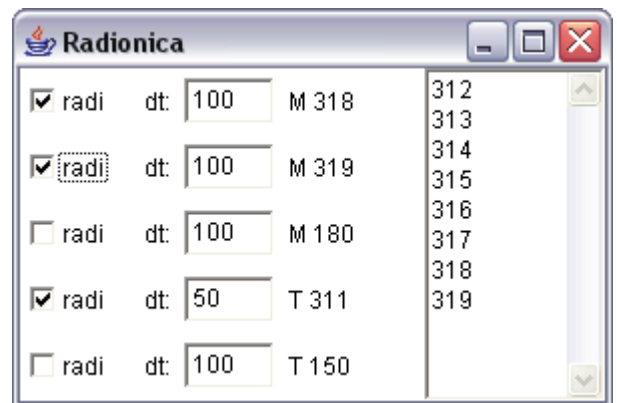 Radionica
radi dt: 100 M 318
radi dt: 100 M 319
radi dt: 100 M 180
radi dt: 50 T 311
radi dt: 100 T 150
312
313
314
315
316
317
318
319